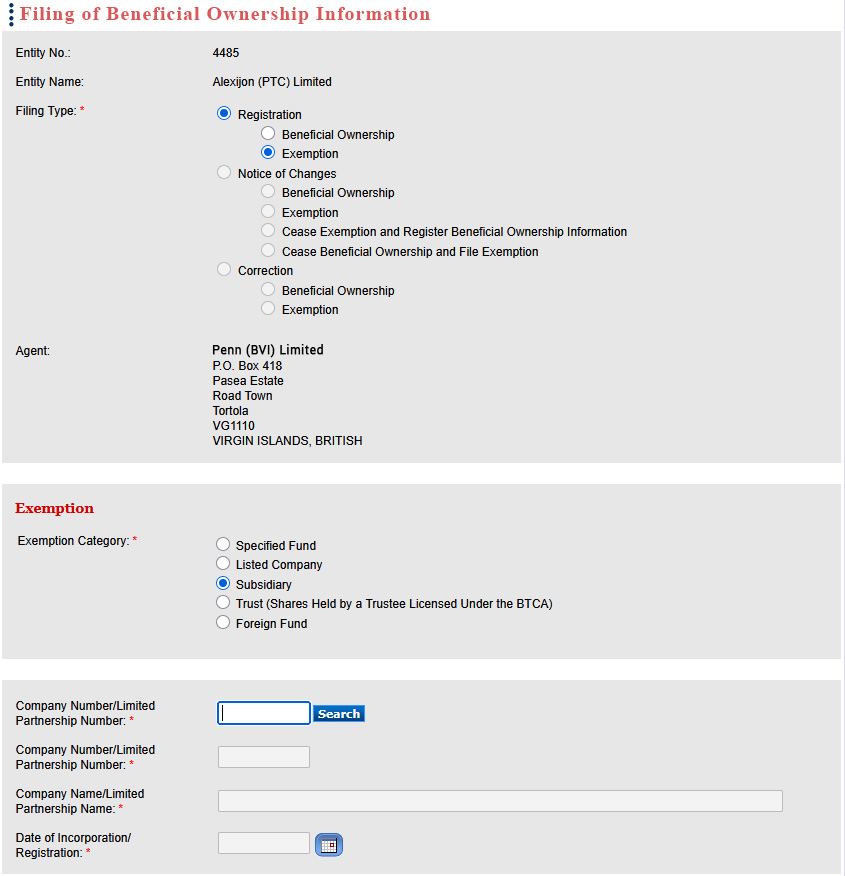 Filing of Beneficial Ownership Information
Entity No.: 4485
Entity Name: Alexijon (PTC) Limited
Filing Type: * Registration
Beneficial Ownership
Exemption
Notice of Changes
Beneficial Ownership
Exemption
Cease Exemption and Register Beneficial Ownership Information
Cease Beneficial Ownership and File Exemption
Correction
Beneficial Ownership
Exemption
Agent: Penn (BVI) Limited
P.O. Box 418
Pasea Estate
Road Town
Tortola
VG1110
VIRGIN ISLANDS, BRITISH
Exemption
Exemption Category: * Specified Fund
Listed Company
Subsidiary
Trust (Shares Held by a Trustee Licensed Under the BTCA)
Foreign Fund
Company Number/Limited
Partnership Number: * Search
Company Number/Limited
Partnership Number: *
Company Name/Limited
Partnership Name: *
Date of Incorporation/
Registration: *